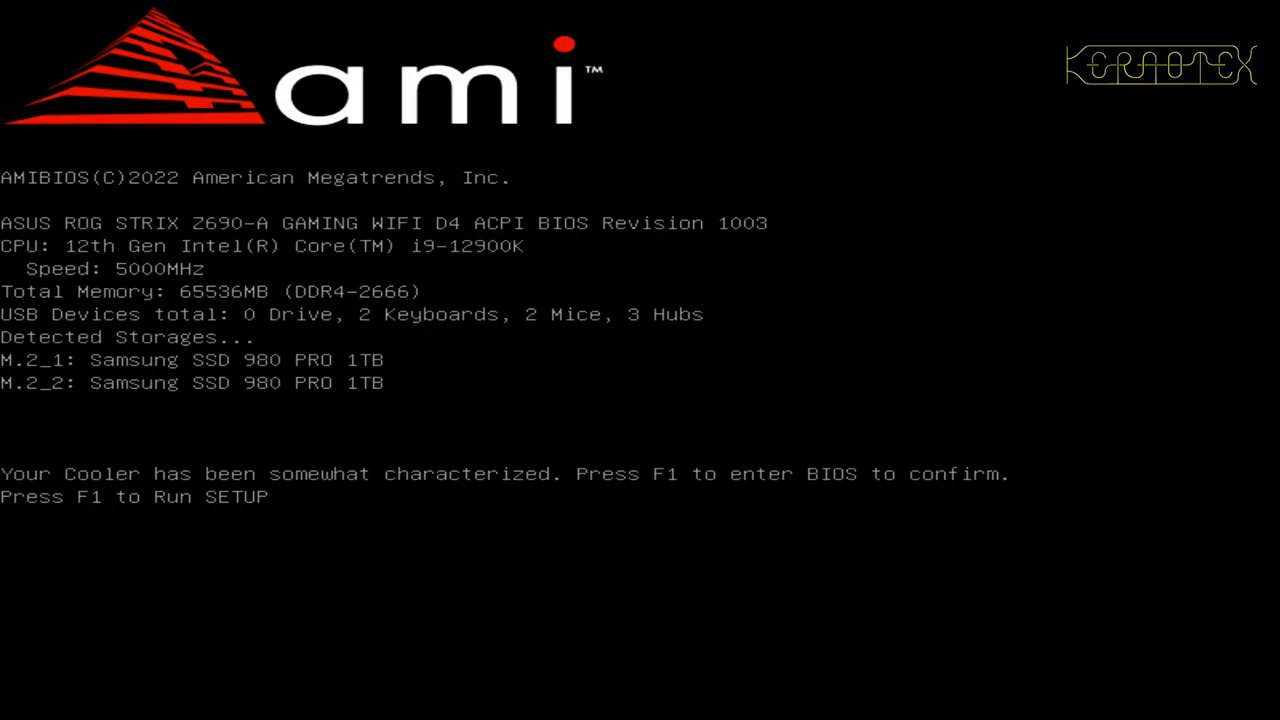 ami™
KERAOTEX
AMIBIOS(C)2022 American Megatrends, Inc.
ASUS ROG STRIX Z690-A GAMING WIFI D4 ACPI BIOS Revision 1003
CPU: 12th Gen Intel(R) Core(TM) i9-12900K
Speed: 5000MHz
Total Memory: 65536MB (DDR4-2666)
USB Devices total: 0 Drive, 2 Keyboards, 2 Mice, 3 Hubs
Detected Storages...
M.2_1: Samsung SSD 980 PRO 1TB
M.2_2: Samsung SSD 980 PRO 1TB
Your Cooler has been somewhat characterized. Press F1 to enter BIOS to confirm.
Press F1 to Run SETUP